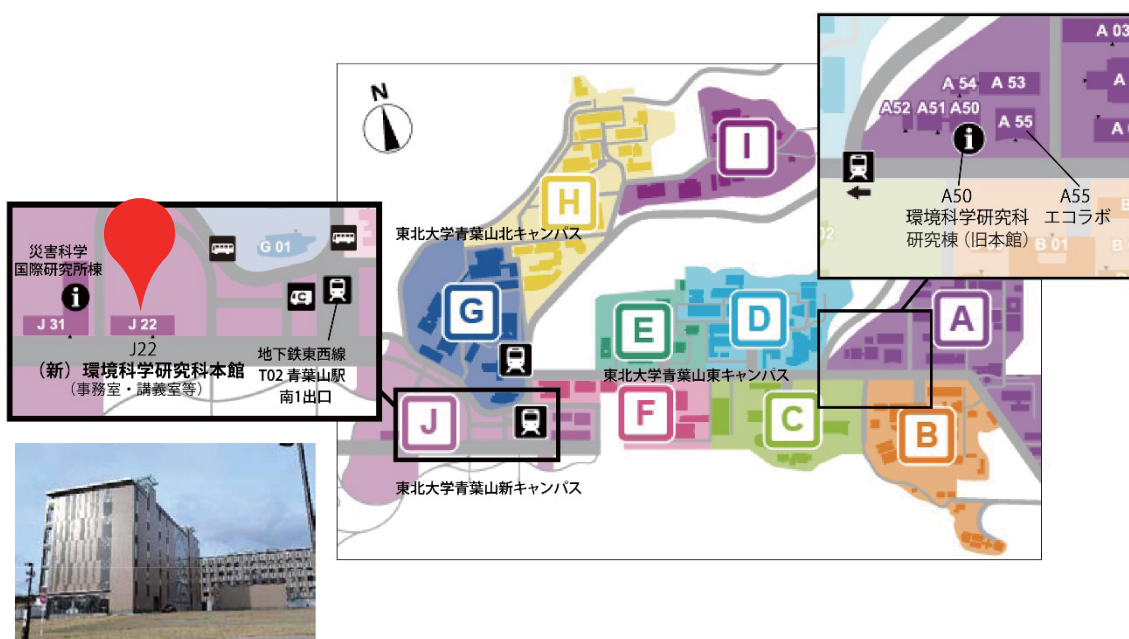 N
I
H
東北大学青葉山北キャンパス
G
E
D
A
東北大学青葉山東キャンパス
J
F
C
B
東北大学青葉山新キャンパス
災害科学
国際研究所棟
G 01
C
J 31
J 22
J22
(新)環境科学研究科本館
(事務室・講義室等)
地下鉄東西線
T02 青葉山駅
南1出口
A 03
A 54
A 53
A52
A51
A50
A 55
A50
環境科学研究科
研究棟(旧本館)
A55
エコラボ
B 01